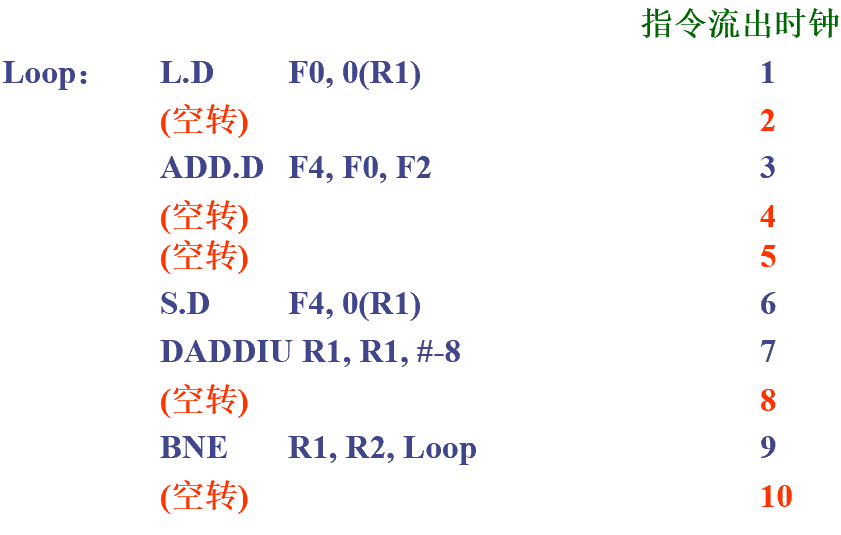 指令流出时钟
Loop： L.D F0, 0(R1) 1
(空转) 2
ADD.D F4, F0, F2 3
(空转) 4
(空转) 5
S.D F4, 0(R1) 6
DADDIU R1, R1, #-8 7
(空转) 8
BNE R1, R2, Loop 9
(空转) 10